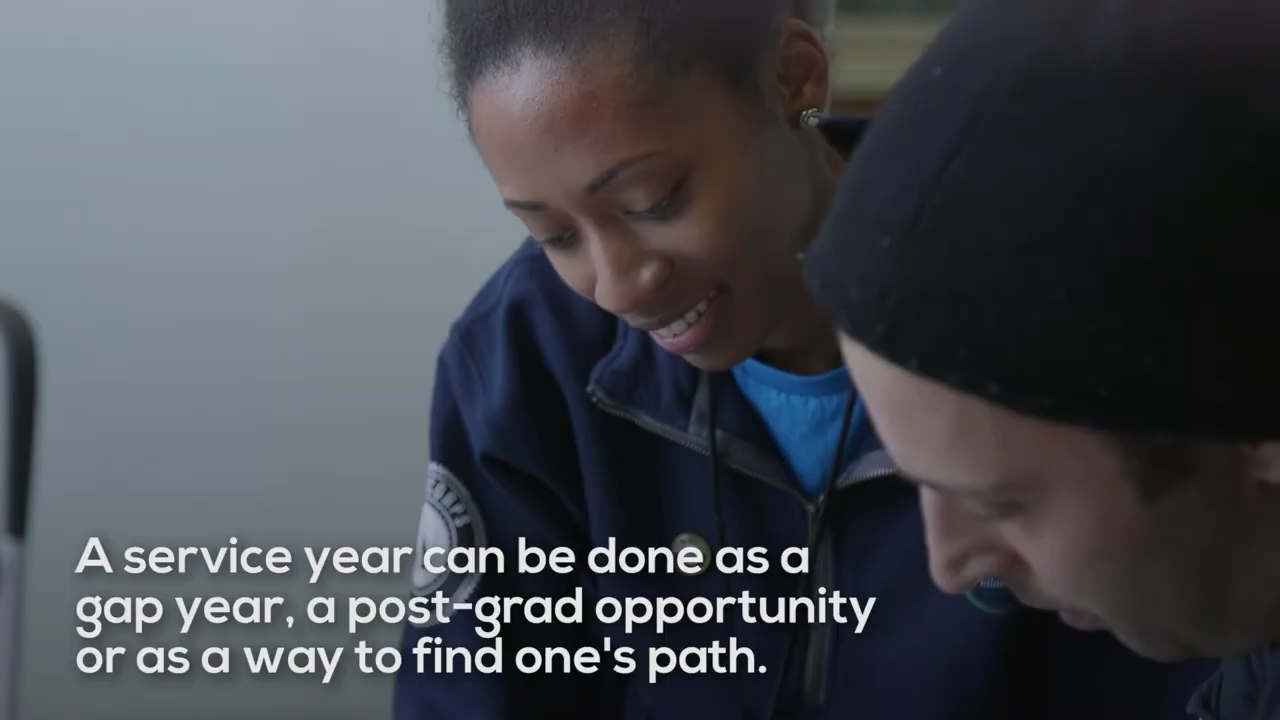 A service year can be done as a
gap year, a post-grad opportunity
or as a way to find one's path.